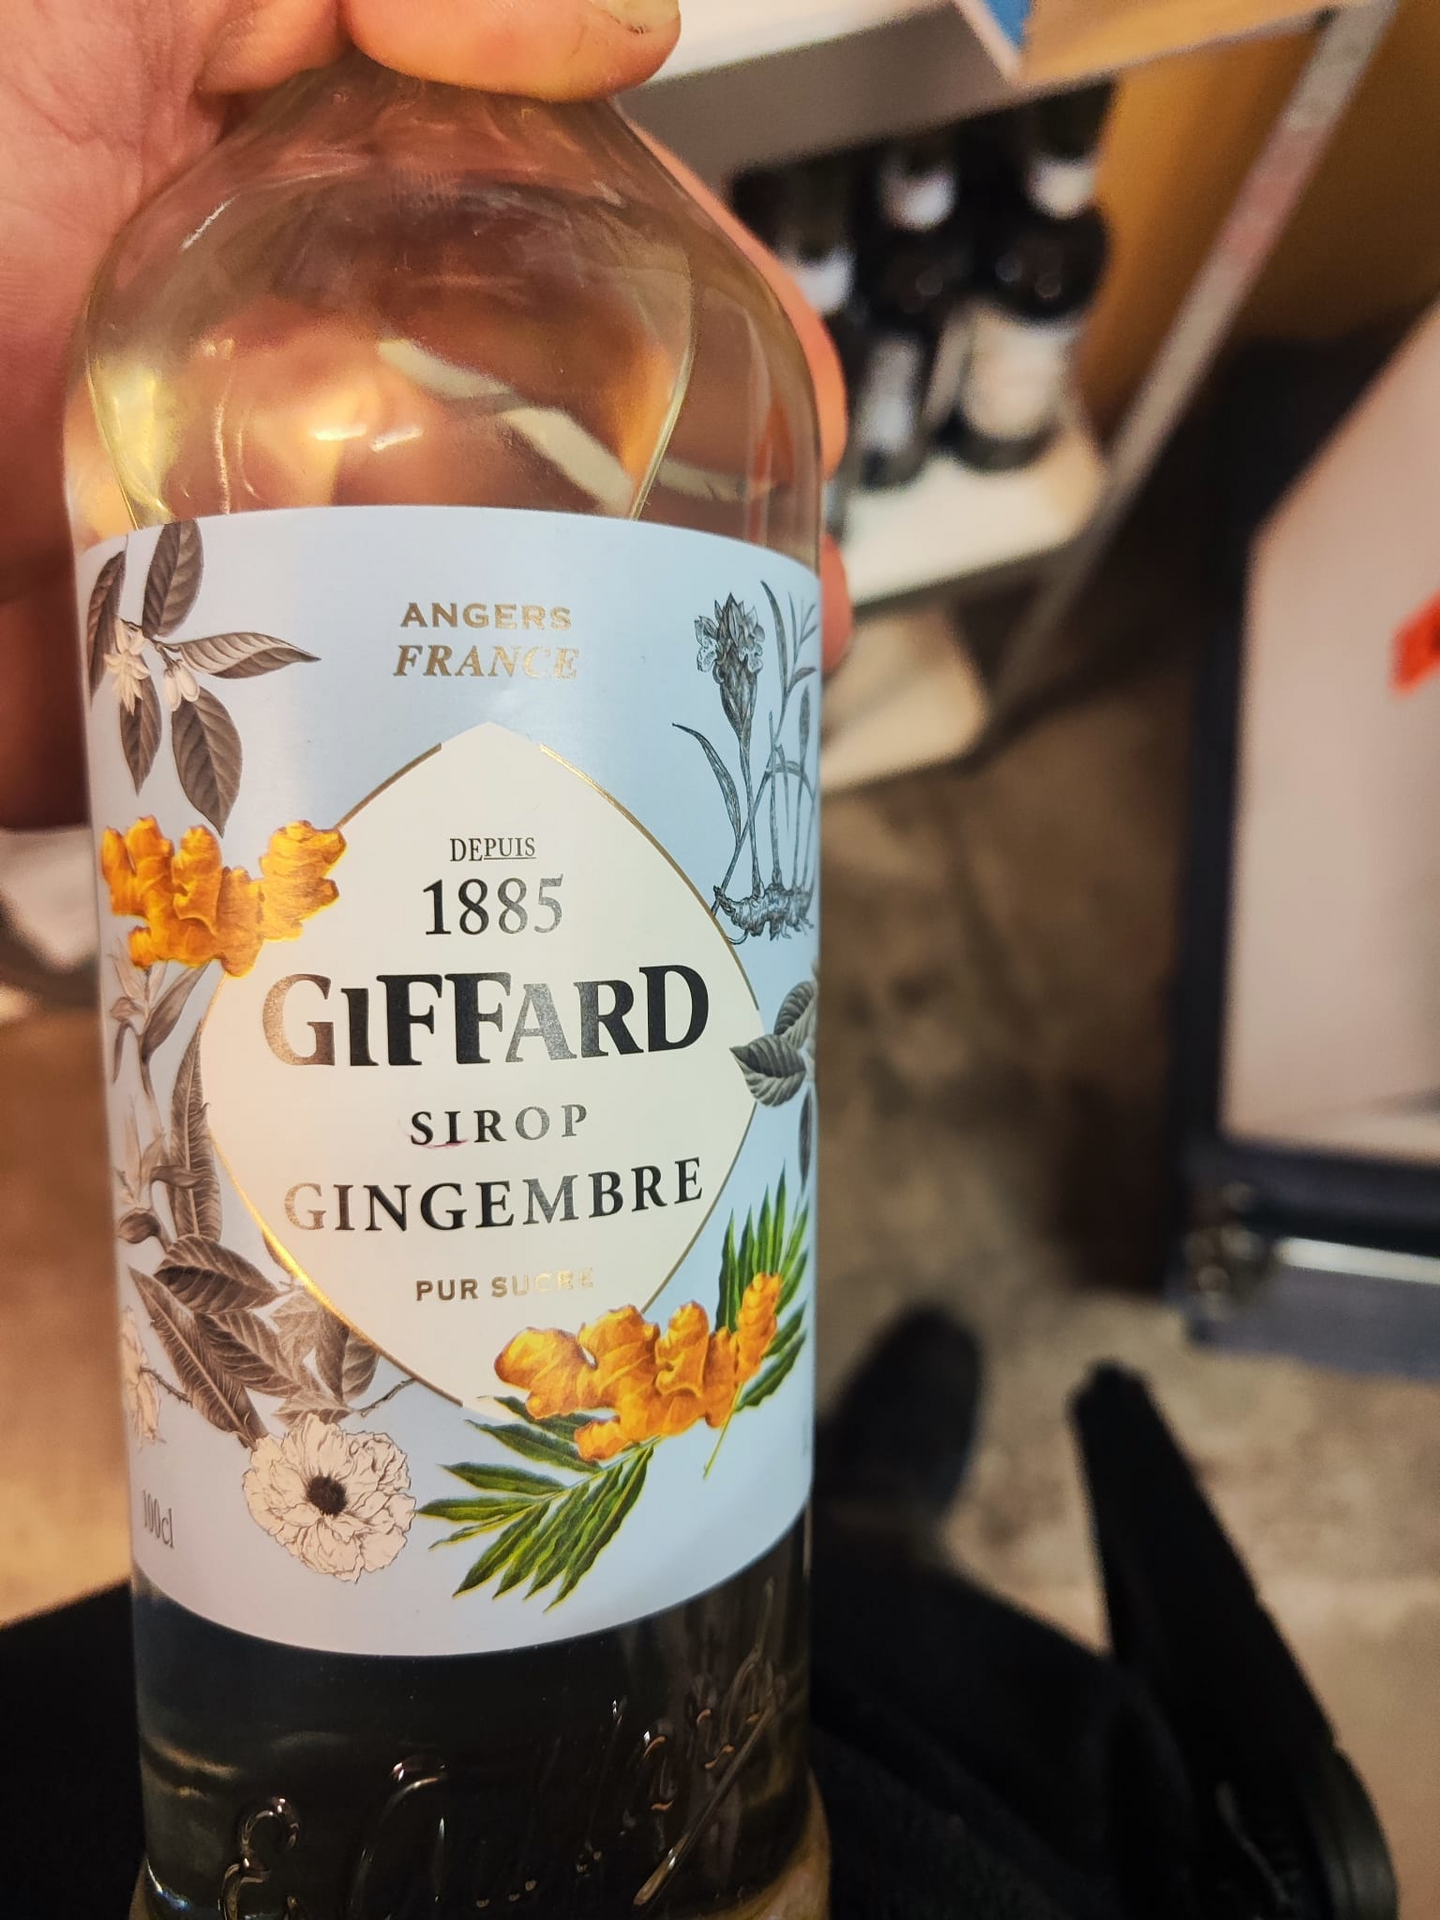 ANGERS
FRANCE
DEPUIS
1885
GIFFARD
SIROP
GINGEMBRE
PUR SUCRE
100cl